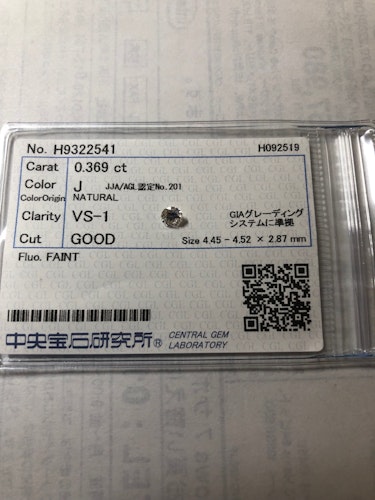 No. H9322541 H092519
Carat 0.369 ct
Color J JJA/AGL認定No.201
ColorOrigin NATURAL
Clarity VS-1 GIAグレーディング
システムに準拠
Cut GOOD Size 4.45 - 4.52 × 2.87 mm
Fluo. FAINT
中央宝石研究所® CENTRAL GEM
LABORATORY